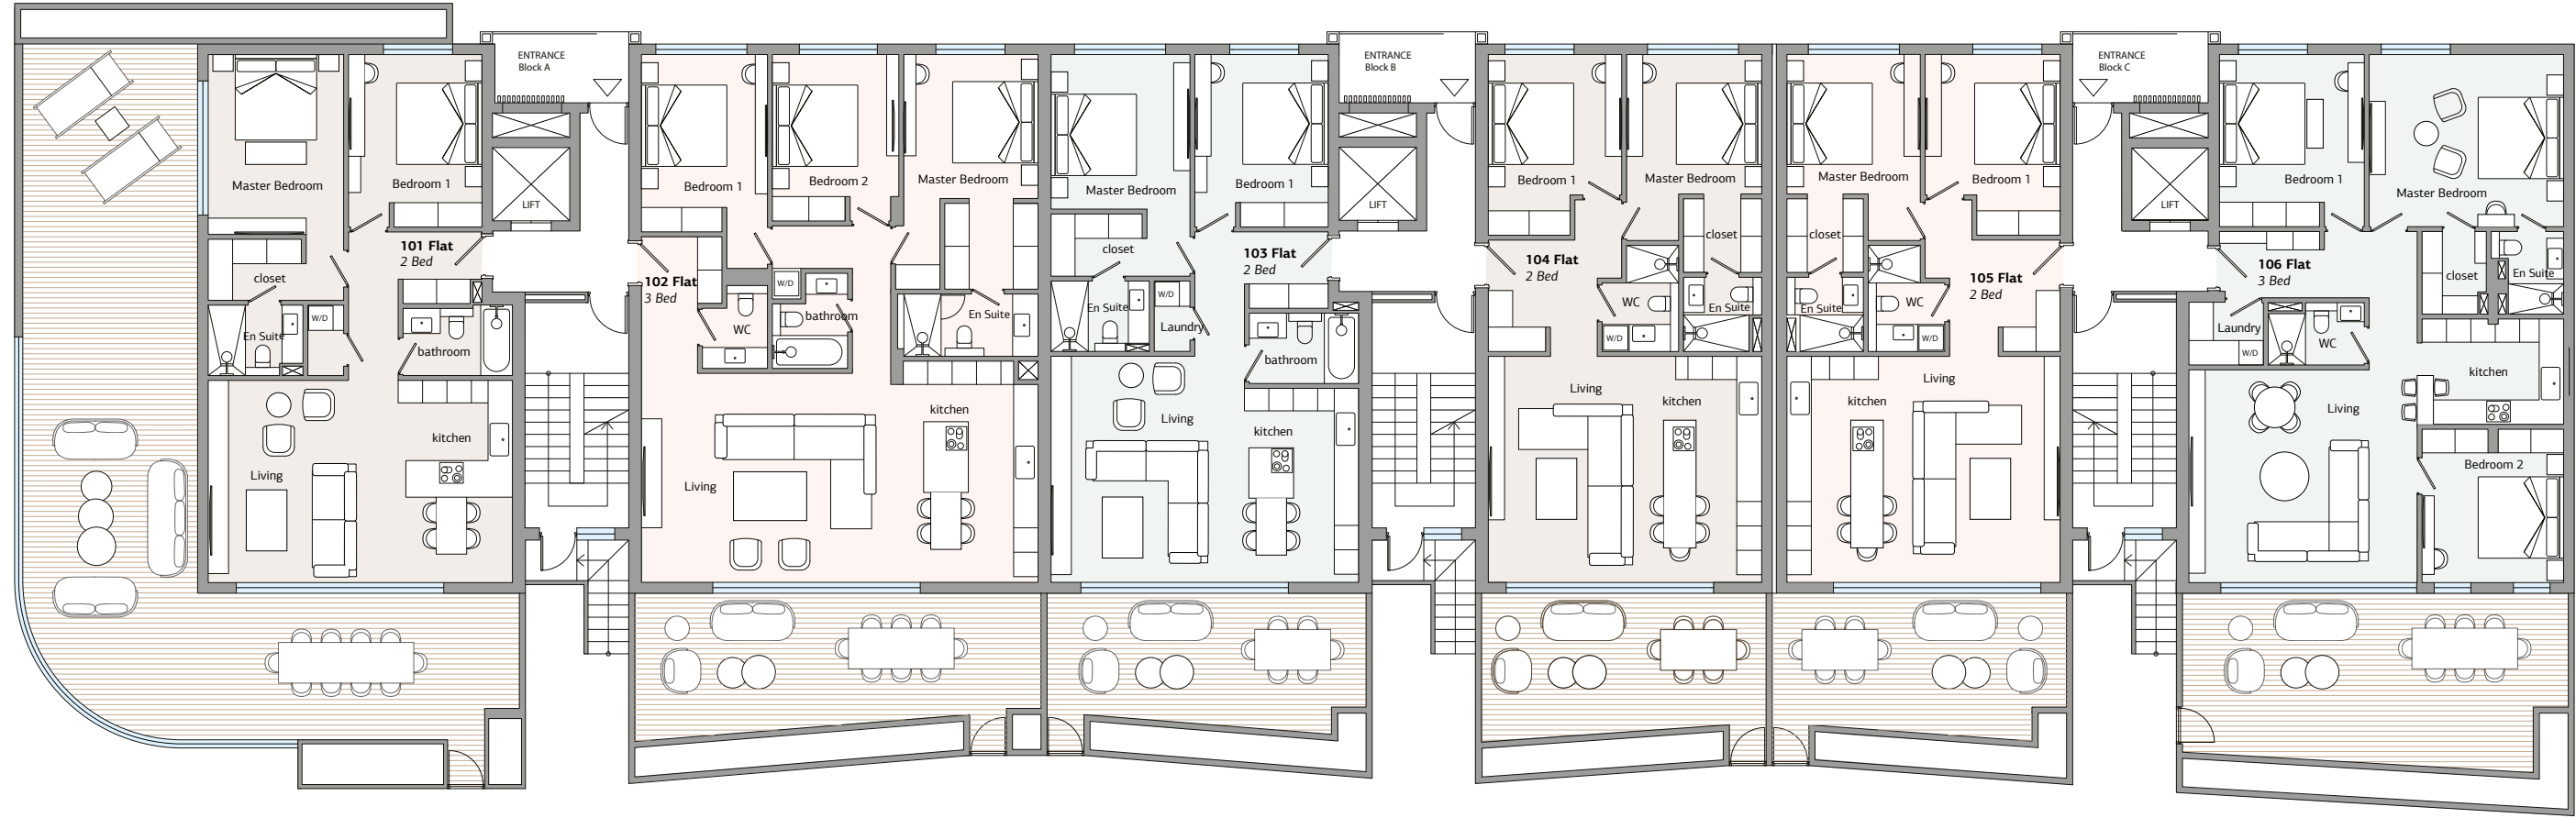 ENTRANCE
Block A
LIFT
Master Bedroom
Bedroom 1
101 Flat
2 Bed
closet
En Suite
W/D
bathroom
kitchen
Living
Bedroom 1
Bedroom 2
Master Bedroom
102 Flat
3 Bed
W/D
WC
bathroom
En Suite
kitchen
Living
Master Bedroom
Bedroom 1
closet
103 Flat
2 Bed
En Suite
W/D
Laundry
bathroom
Living
kitchen
ENTRANCE
Block B
LIFT
Bedroom 1
Master Bedroom
104 Flat
2 Bed
closet
WC
En Suite
W/D
Living
kitchen
Master Bedroom
Bedroom 1
closet
105 Flat
2 Bed
En Suite
WC
W/D
Living
kitchen
ENTRANCE
Block C
LIFT
Bedroom 1
Master Bedroom
106 Flat
3 Bed
closet
En Suite
Laundry
W/D
WC
kitchen
Living
Bedroom 2